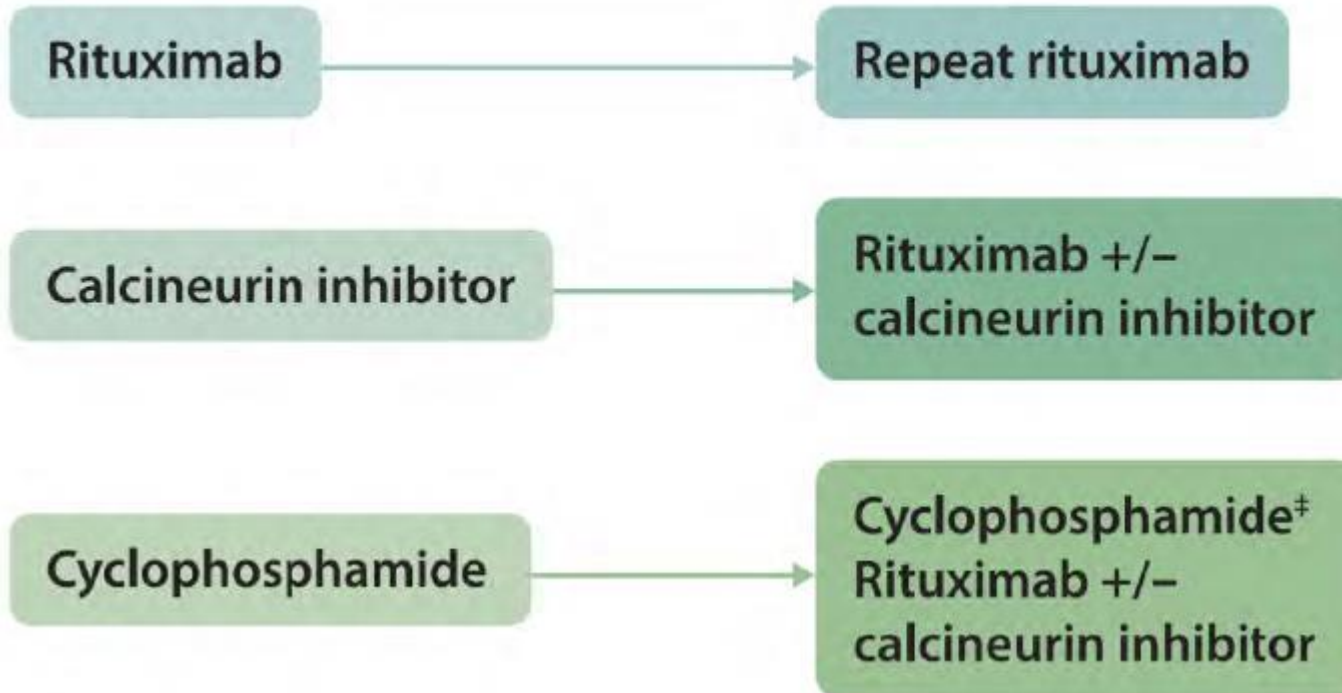 Rituximab
Repeat rituximab
Calcineurin inhibitor
Rituximab +/–
calcineurin inhibitor
Cyclophosphamide
Cyclophosphamide‡
Rituximab +/–
calcineurin inhibitor